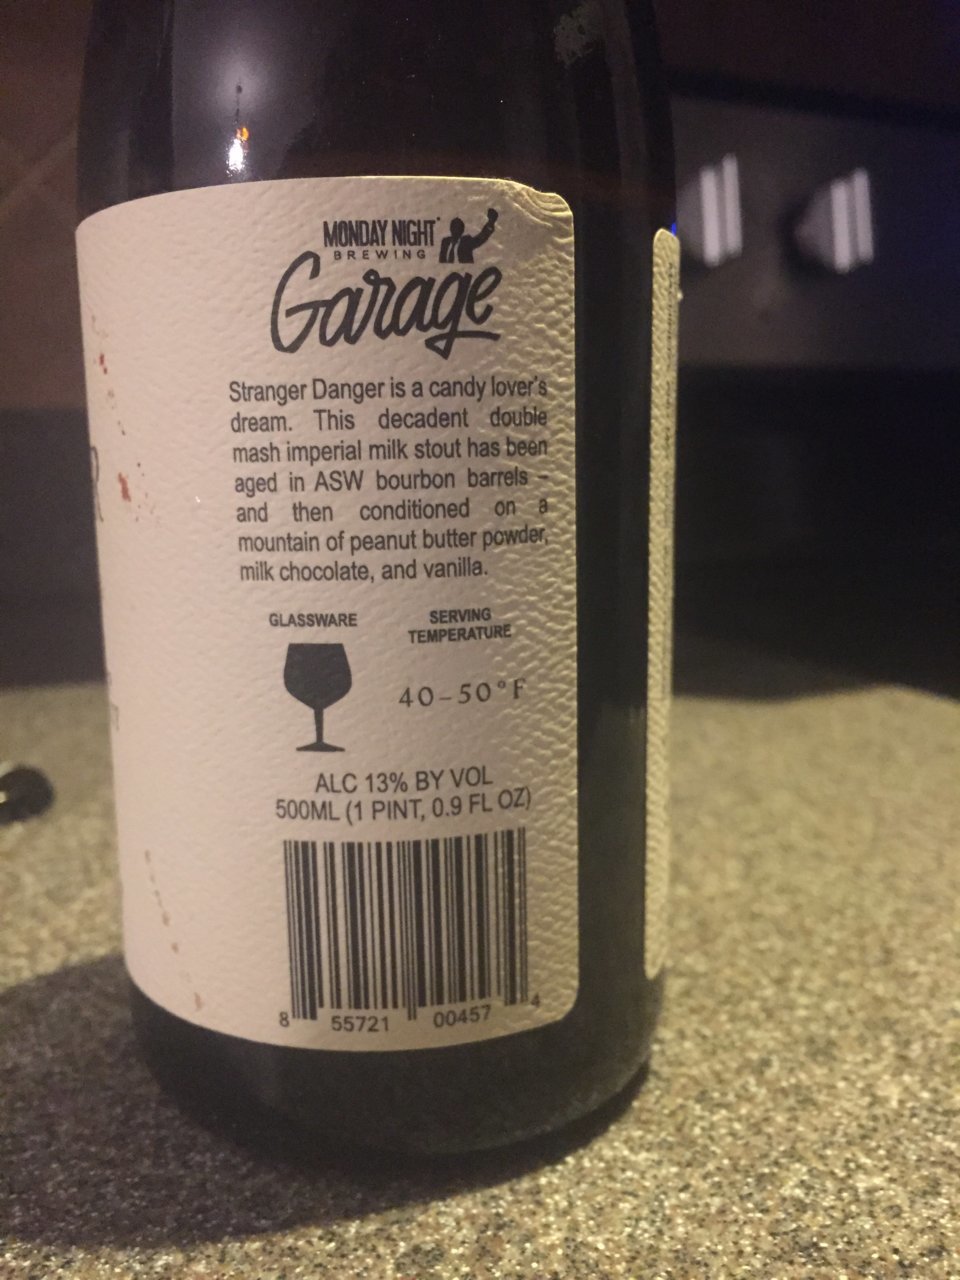 MONDAY NIGHT
BREWING
Garage
Stranger Danger is a candy lover's
dream. This decadent double
mash imperial milk stout has been
aged in ASW bourbon barrels –
and then conditioned on a
mountain of peanut butter powder,
milk chocolate, and vanilla.
GLASSWARE
SERVING
TEMPERATURE
40–50°F
ALC 13% BY VOL
500ML (1 PINT, 0.9 FL OZ)
8 55721 00457 4